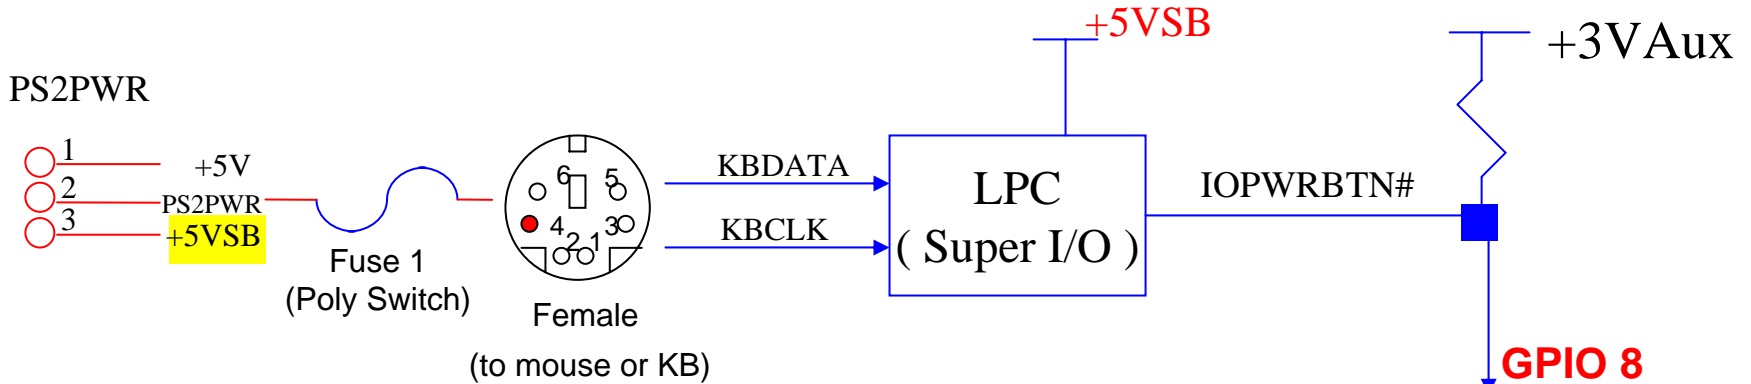 +5VSB
+3VAux
PS2PWR
1
+5V
2
PS2PWR
3
+5VSB
Fuse 1
(Poly Switch)
6
5
4
3
2
1
Female
(to mouse or KB)
KBDATA
KBCLK
LPC
( Super I/O )
IOPWRBTN#
GPIO 8